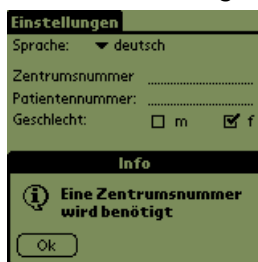 Einstellungen
Sprache: deutsch
Zentrumsnummer
Patientennummer:
Geschlecht: m f
Info
Eine Zentrumsnummer
wird benötigt
Ok